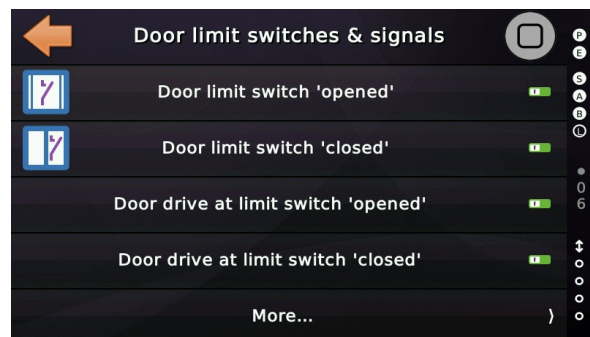 Door limit switches & signals
Door limit switch 'opened'
Door limit switch 'closed'
Door drive at limit switch 'opened'
Door drive at limit switch 'closed'
More...
P
E
S
A
B
L
0
6